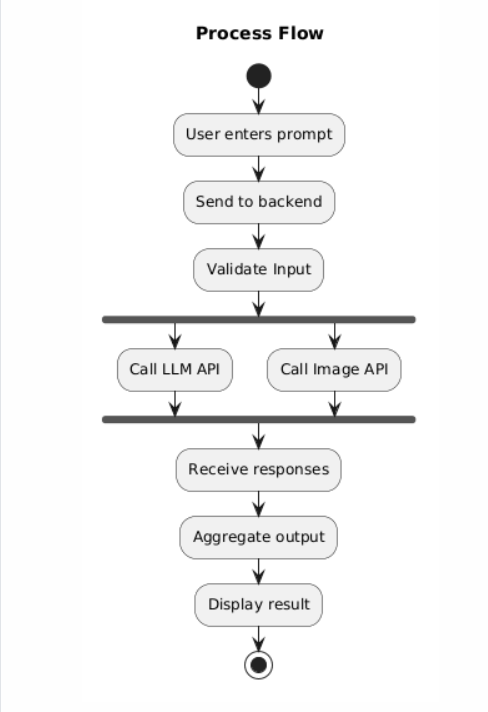 Process Flow
User enters prompt
Send to backend
Validate Input
Call LLM API
Call Image API
Receive responses
Aggregate output
Display result